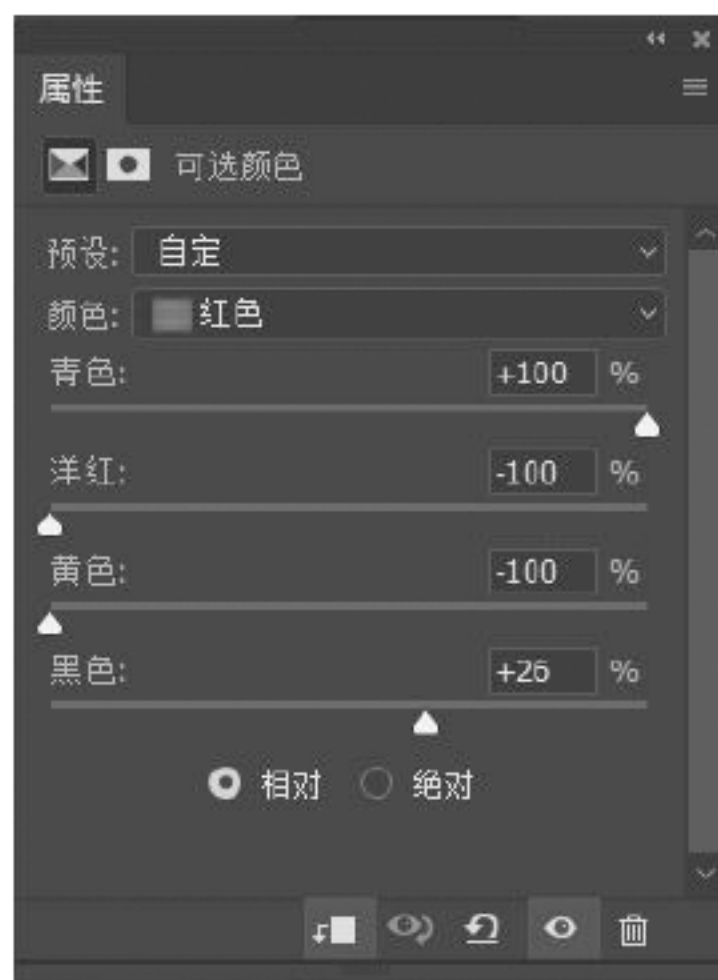 属性
可选颜色
预设: 自定
颜色: 红色
青色: +100 %
洋红: -100 %
黄色: -100 %
黑色: +26 %
相对 绝对